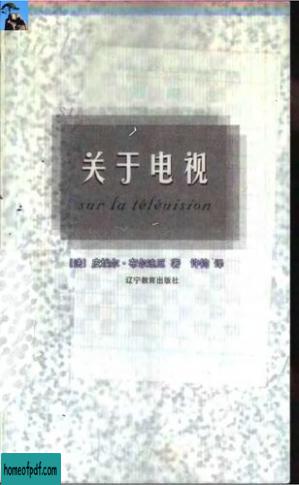 关于电视
sur la télévision
[法] 皮埃尔·布尔迪厄 著 许钧 译
辽宁教育出版社
homeofpdf.com